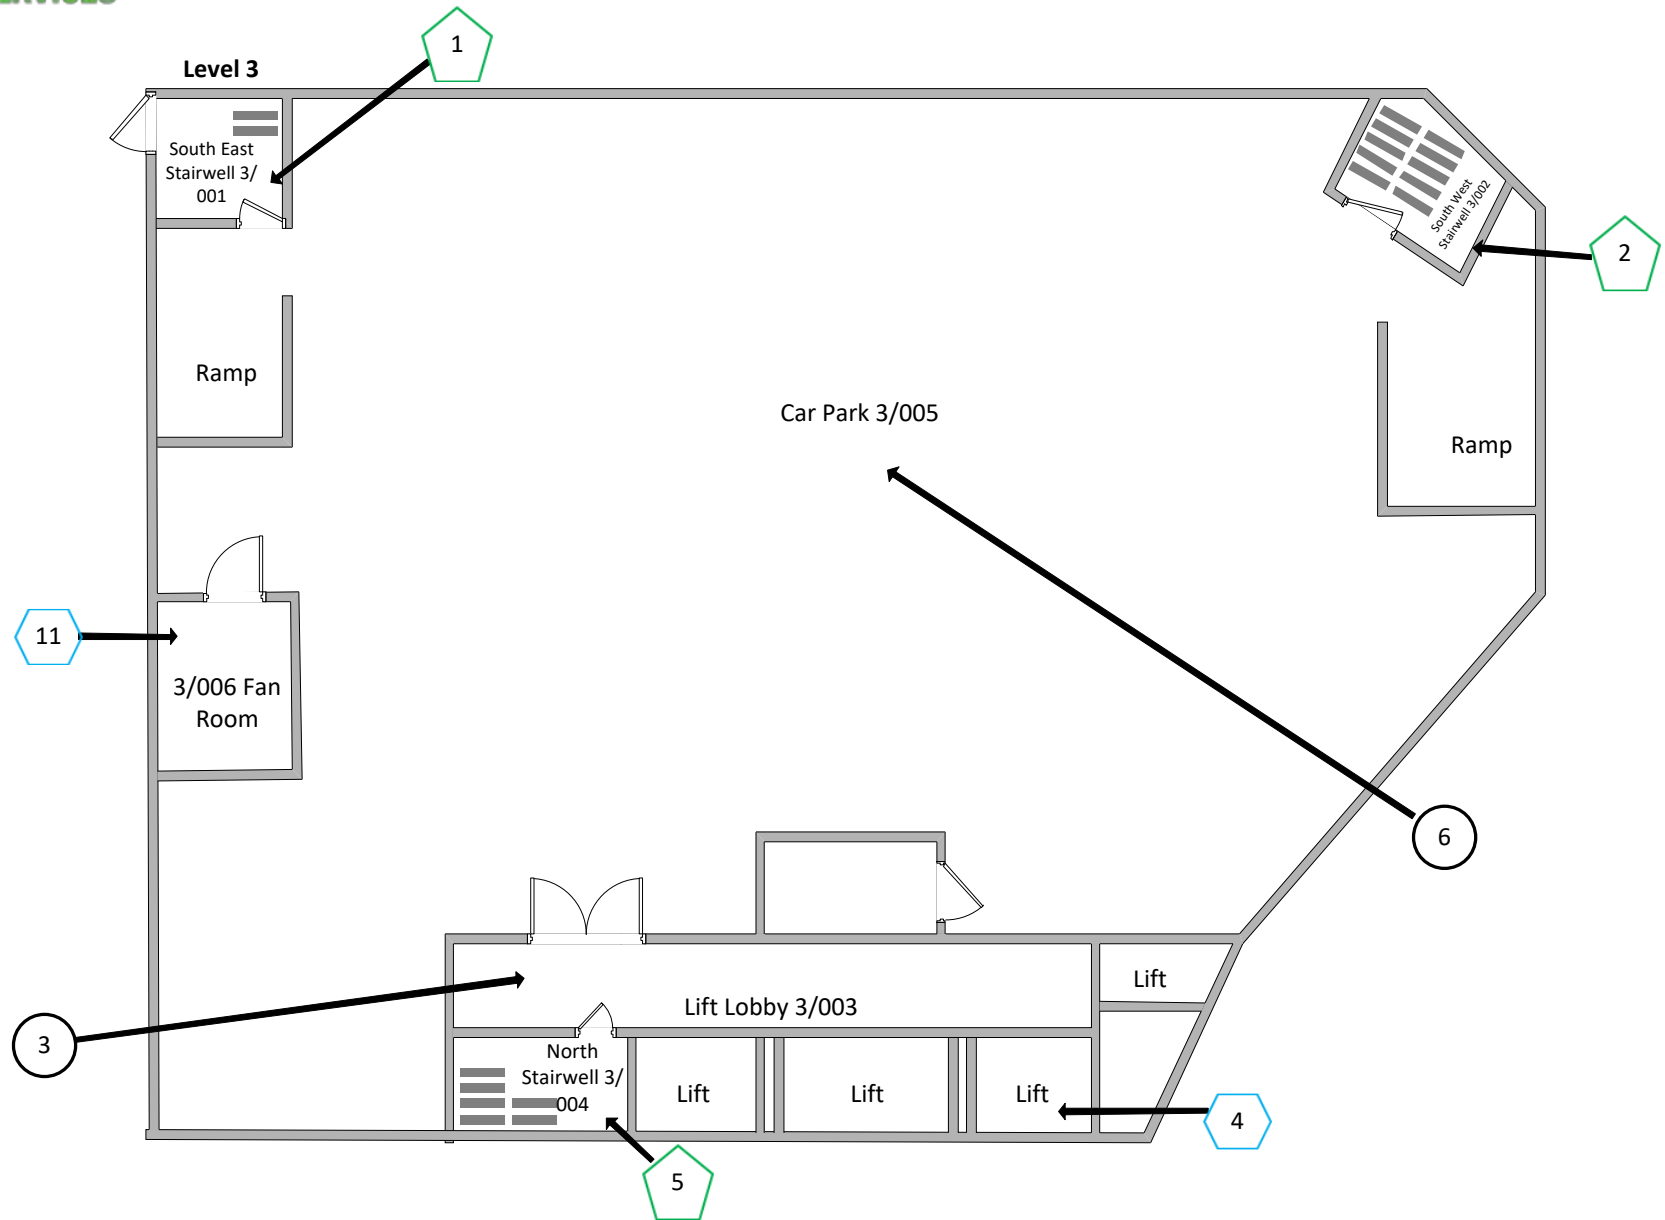 Level 3
1
South East
Stairwell 3/
001
South West
Stairwell 3/002
2
Ramp
Car Park 3/005
Ramp
11
3/006 Fan
Room
6
Lift
Lift Lobby 3/003
3
North
Stairwell 3/
004
Lift
Lift
Lift
4
5